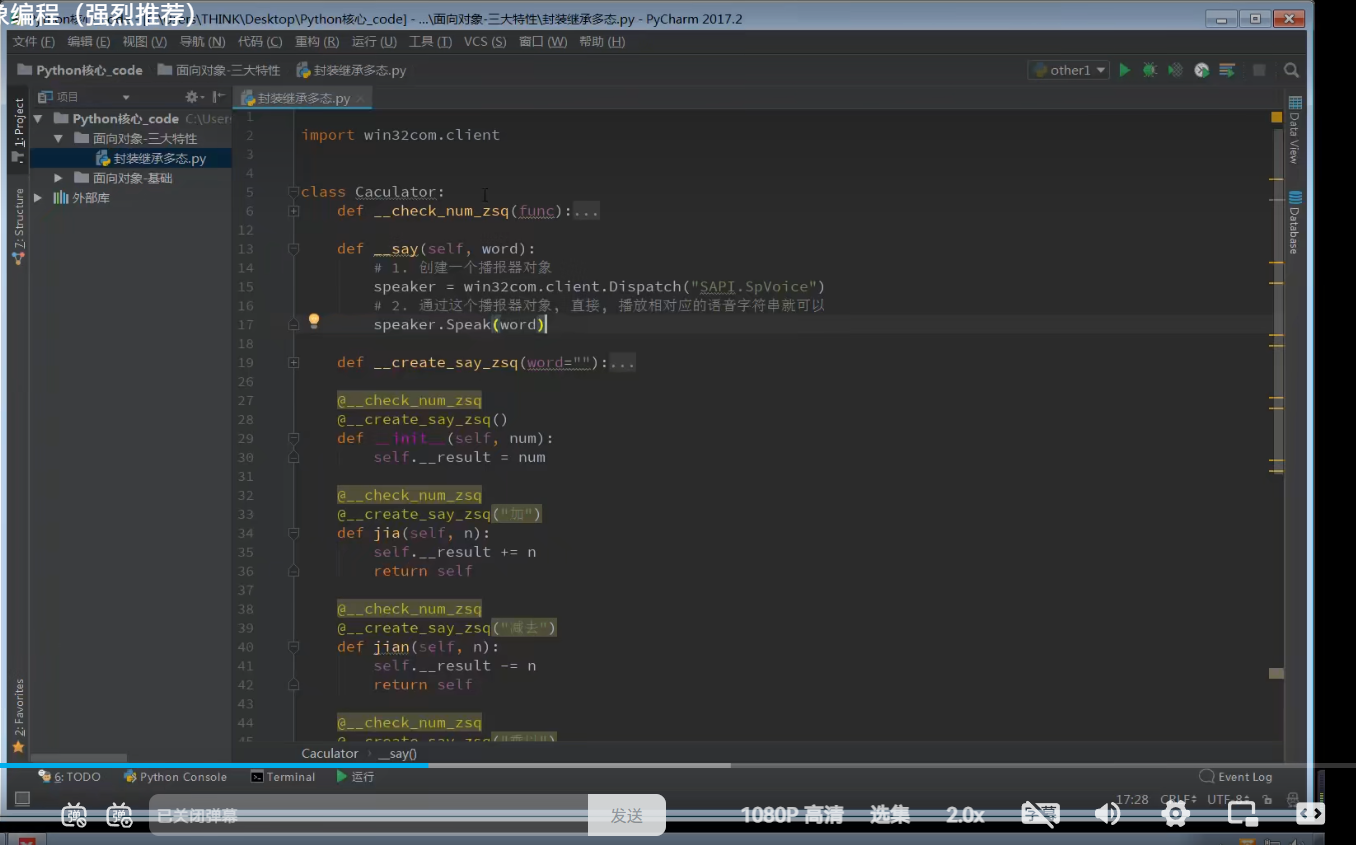 象编程（强烈推荐）
rs\THINK\Desktop\Python核心_code] - ...\面向对象-三大特性\封装继承多态.py - PyCharm 2017.2
文件 (F) 编辑 (E) 视图 (V) 导航 (N) 代码 (C) 重构 (R) 运行 (U) 工具 (T) VCS (S) 窗口 (W) 帮助 (H)
Python核心_code 面向对象-三大特性 封装继承多态.py other1
项目 封装继承多态.py
1: Project
7: Structure
2: Favorites
Python核心_code C:\Users
面向对象-三大特性
封装继承多态.py
面向对象-基础
外部库
Data View
Database
1
2 import win32com.client
3
4
5 class Caculator:
6 def __check_num_zsq(func):...
12
13 def __say(self, word):
14 # 1. 创建一个播报器对象
15 speaker = win32com.client.Dispatch("SAPI.SpVoice")
16 # 2. 通过这个播报器对象, 直接, 播放相对应的语音字符串就可以
17 speaker.Speak(word)
18
19 def __create_say_zsq(word=""):...
26
27 @__check_num_zsq
28 @__create_say_zsq()
29 def __init__(self, num):
30 self.__result = num
31
32 @__check_num_zsq
33 @__create_say_zsq("加")
34 def jia(self, n):
35 self.__result += n
36 return self
37
38 @__check_num_zsq
39 @__create_say_zsq("减去")
40 def jian(self, n):
41 self.__result -= n
42 return self
43
44 @__check_num_zsq
45 @__create_say_zsq("乘以")
Caculator › __say()
6: TODO Python Console Terminal 运行 Event Log
17:28 CRLF÷ UTF-8÷
弹 弹 已关闭弹幕 发送 1080P 高清 选集 2.0x 字幕